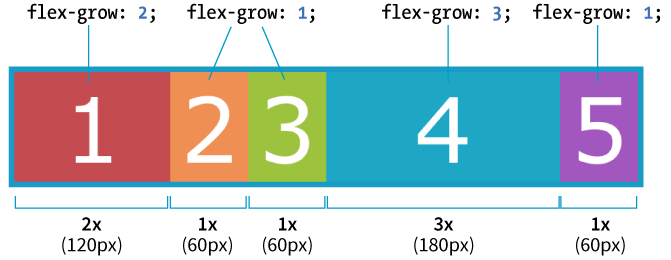 flex-grow: 2; flex-grow: 1; flex-grow: 3; flex-grow: 1;
1 2 3 4 5
2x 1x 1x 3x 1x
(120px) (60px) (60px) (180px) (60px)